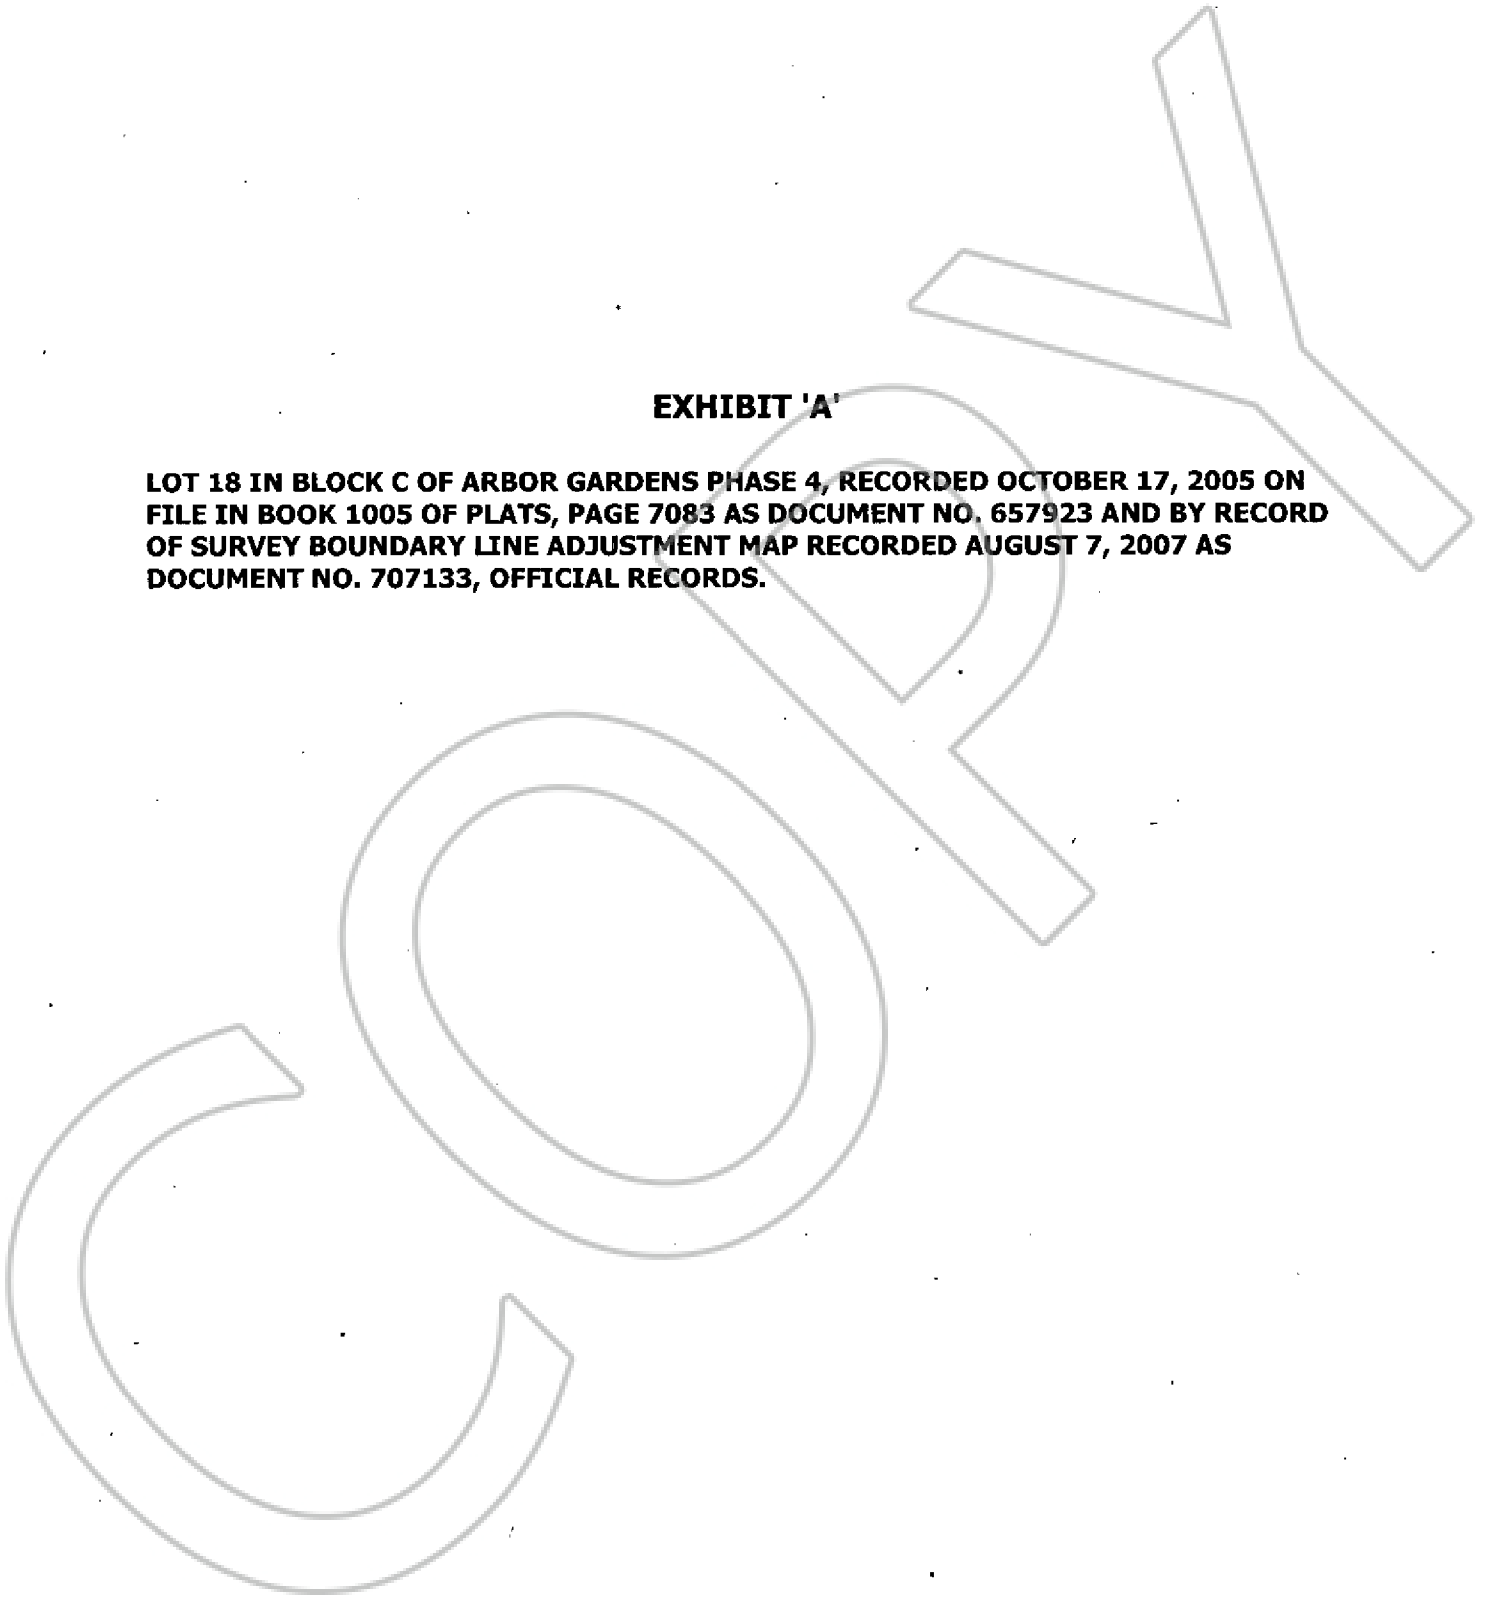 EXHIBIT 'A'
LOT 18 IN BLOCK C OF ARBOR GARDENS PHASE 4, RECORDED OCTOBER 17, 2005 ON
FILE IN BOOK 1005 OF PLATS, PAGE 7083 AS DOCUMENT NO. 657923 AND BY RECORD
OF SURVEY BOUNDARY LINE ADJUSTMENT MAP RECORDED AUGUST 7, 2007 AS
DOCUMENT NO. 707133, OFFICIAL RECORDS.
COPY